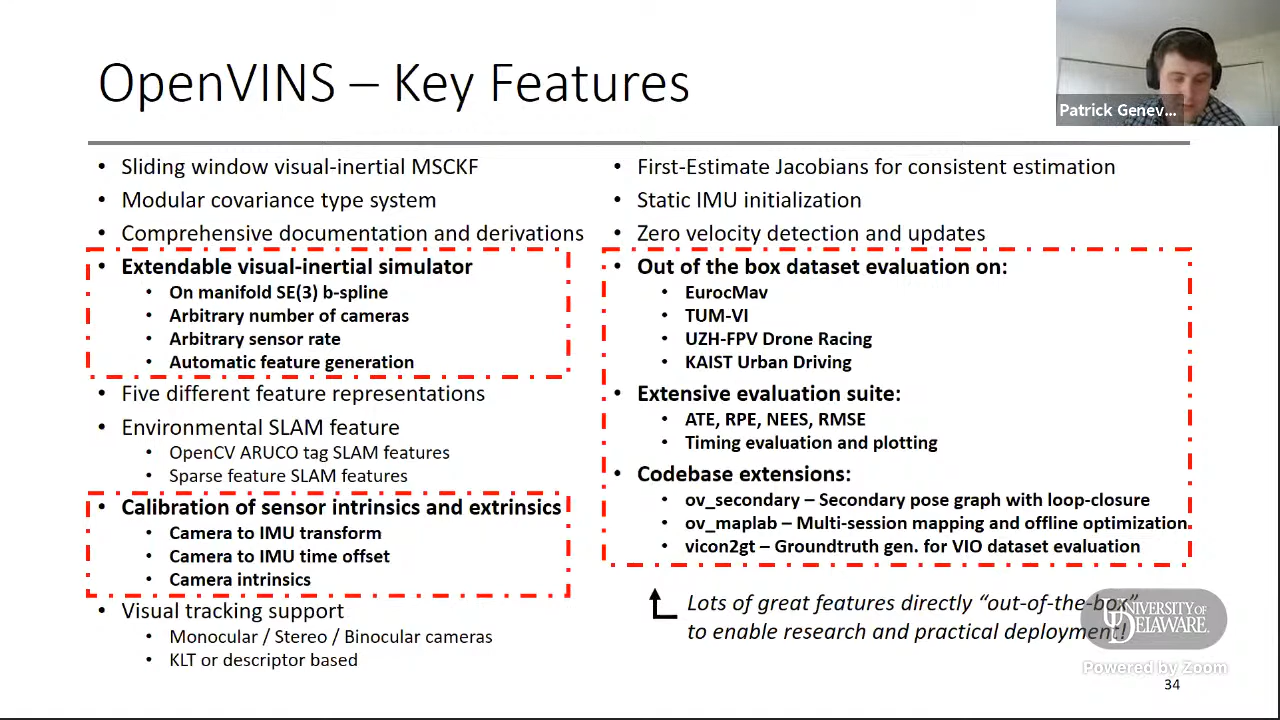 OpenVINS – Key Features
Patrick Genev...
• Sliding window visual-inertial MSCKF
• Modular covariance type system
• Comprehensive documentation and derivations
• Extendable visual-inertial simulator
• On manifold SE(3) b-spline
• Arbitrary number of cameras
• Arbitrary sensor rate
• Automatic feature generation
• Five different feature representations
• Environmental SLAM feature
• OpenCV ARUCO tag SLAM features
• Sparse feature SLAM features
• Calibration of sensor intrinsics and extrinsics
• Camera to IMU transform
• Camera to IMU time offset
• Camera intrinsics
• Visual tracking support
• Monocular / Stereo / Binocular cameras
• KLT or descriptor based
• First-Estimate Jacobians for consistent estimation
• Static IMU initialization
• Zero velocity detection and updates
• Out of the box dataset evaluation on:
• EurocMav
• TUM-VI
• UZH-FPV Drone Racing
• KAIST Urban Driving
• Extensive evaluation suite:
• ATE, RPE, NEES, RMSE
• Timing evaluation and plotting
• Codebase extensions:
• ov_secondary – Secondary pose graph with loop-closure
• ov_maplab – Multi-session mapping and offline optimization
• vicon2gt – Groundtruth gen. for VIO dataset evaluation
Lots of great features directly “out-of-the-box”
to enable research and practical deployment!
UNIVERSITY OF
DELAWARE.
Powered by Zoom
34